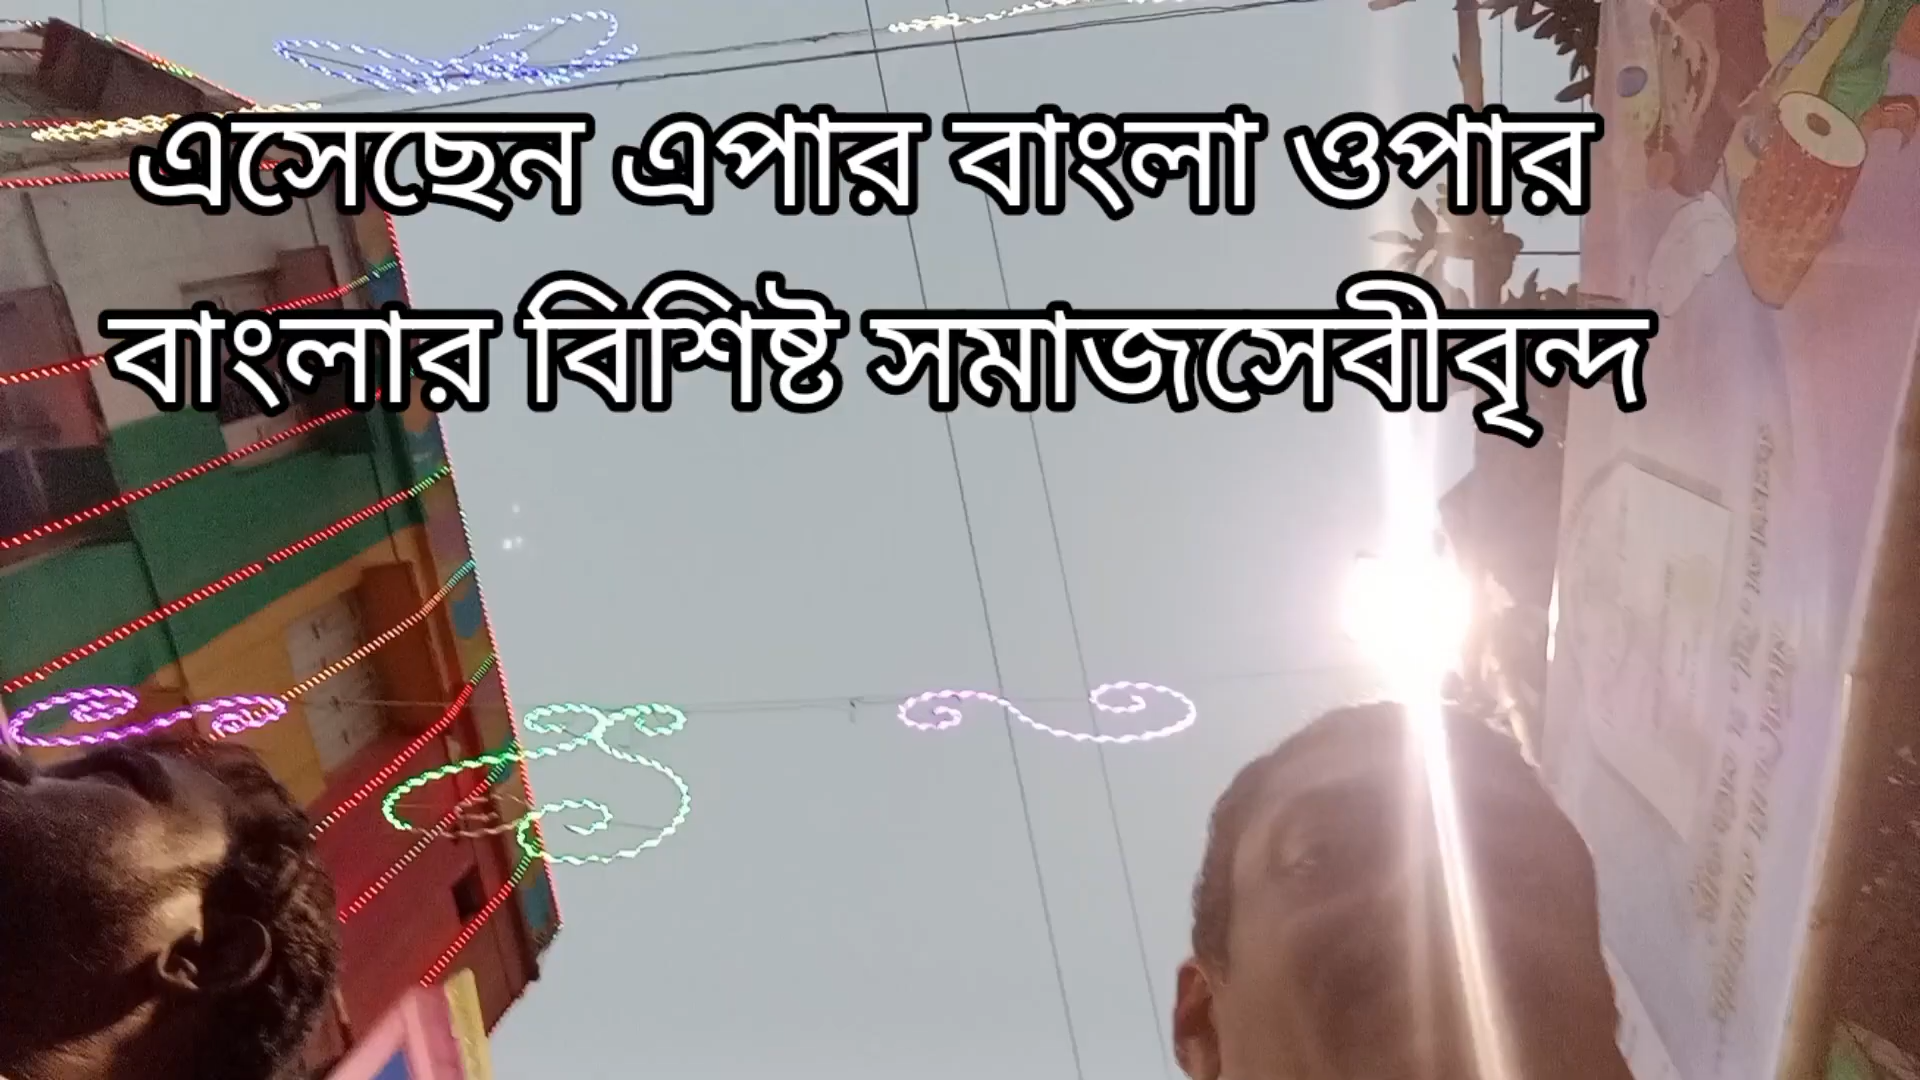 এসেছেন এপার বাংলা ওপার
বাংলার বিশিষ্ট সমাজসেবীবৃন্দ